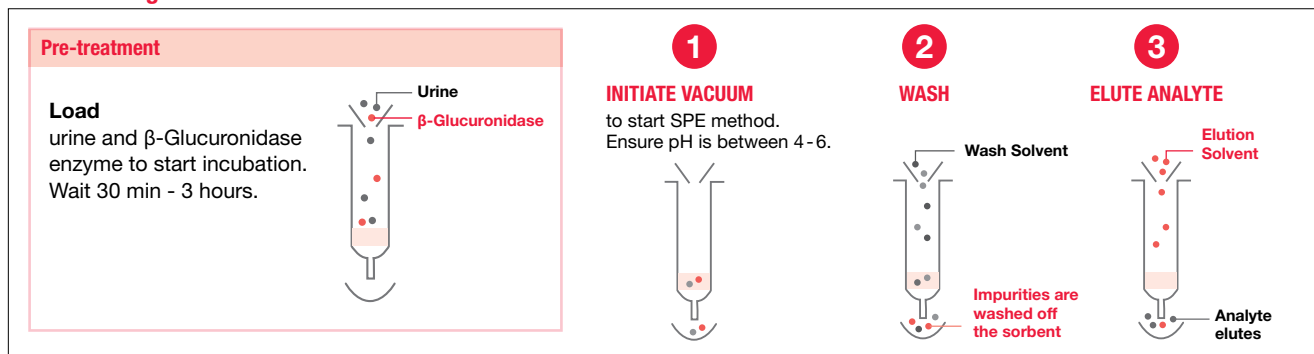 Pre-treatment
Load
urine and β-Glucuronidase
enzyme to start incubation.
Wait 30 min - 3 hours.
Urine
β-Glucuronidase
1
INITIATE VACUUM
to start SPE method.
Ensure pH is between 4-6.
2
WASH
Wash Solvent
Impurities are
washed off
the sorbent
3
ELUTE ANALYTE
Elution
Solvent
Analyte
elutes